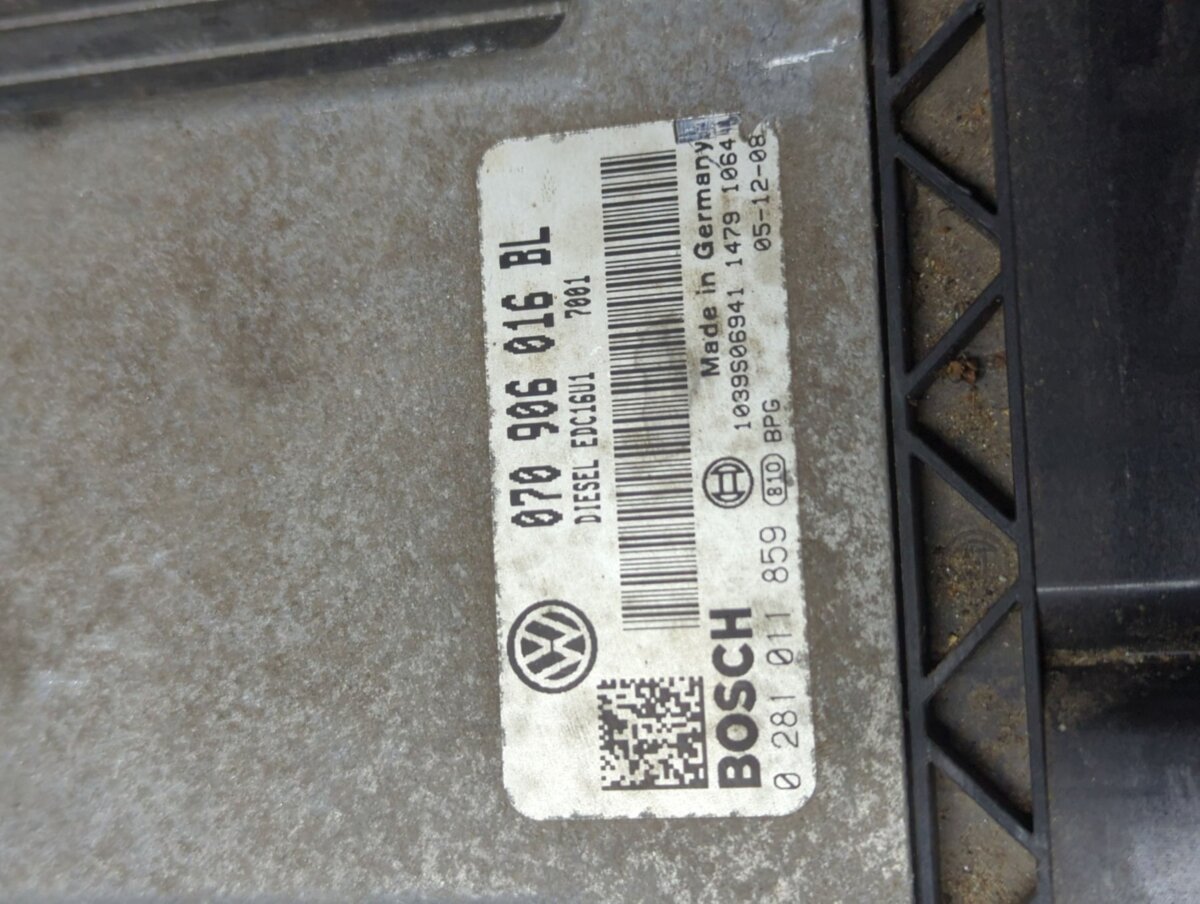 070 906 016 BL
DIESEL EDC16U1 7001
Made in Germany
BOSCH
1039S06941 1479 1064
0 281 011 859 810 BPG 05-12-08